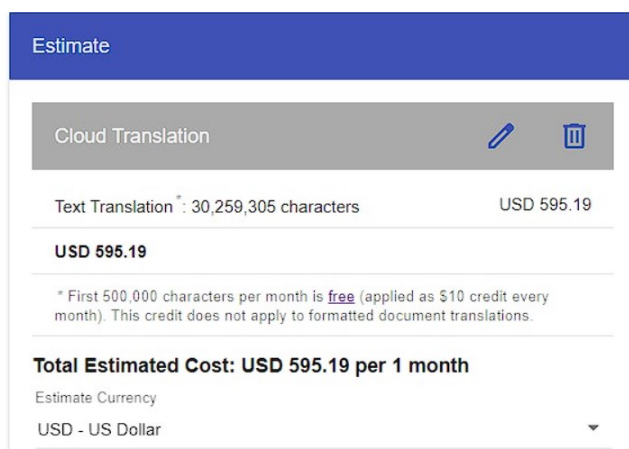 Estimate
Cloud Translation
Text Translation*: 30,259,305 characters USD 595.19
USD 595.19
* First 500,000 characters per month is free (applied as $10 credit every
month). This credit does not apply to formatted document translations.
Total Estimated Cost: USD 595.19 per 1 month
Estimate Currency
USD - US Dollar